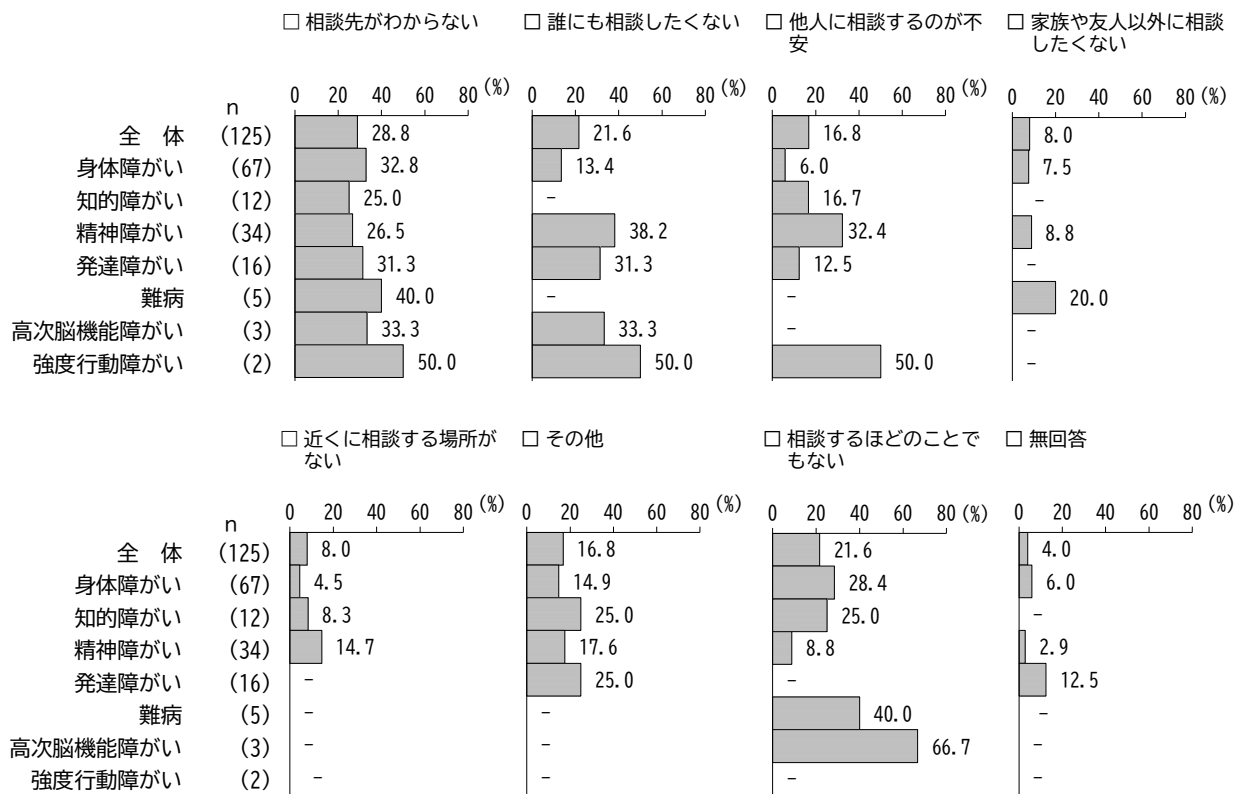 □ 相談先がわからない
□ 誰にも相談したくない
□ 他人に相談するのが不
安
□ 家族や友人以外に相談
したくない
0 20 40 60 80 (%)
0 20 40 60 80 (%)
0 20 40 60 80 (%)
0 20 40 60 80 (%)
n
全 体 (125) 28.8 21.6 16.8 8.0
身体障がい (67) 32.8 13.4 6.0 7.5
知的障がい (12) 25.0 - 16.7 -
精神障がい (34) 26.5 38.2 32.4 8.8
発達障がい (16) 31.3 31.3 12.5 -
難病 (5) 40.0 - - 20.0
高次脳機能障がい (3) 33.3 33.3 - -
強度行動障がい (2) 50.0 50.0 50.0 -
□ 近くに相談する場所が
ない
□ その他
□ 相談するほどのことで
もない
□ 無回答
0 20 40 60 80 (%)
0 20 40 60 80 (%)
0 20 40 60 80 (%)
0 20 40 60 80 (%)
n
全 体 (125) 8.0 16.8 21.6 4.0
身体障がい (67) 4.5 14.9 28.4 6.0
知的障がい (12) 8.3 25.0 25.0 -
精神障がい (34) 14.7 17.6 8.8 2.9
発達障がい (16) - 25.0 - 12.5
難病 (5) - - 40.0 -
高次脳機能障がい (3) - - 66.7 -
強度行動障がい (2) - - - -